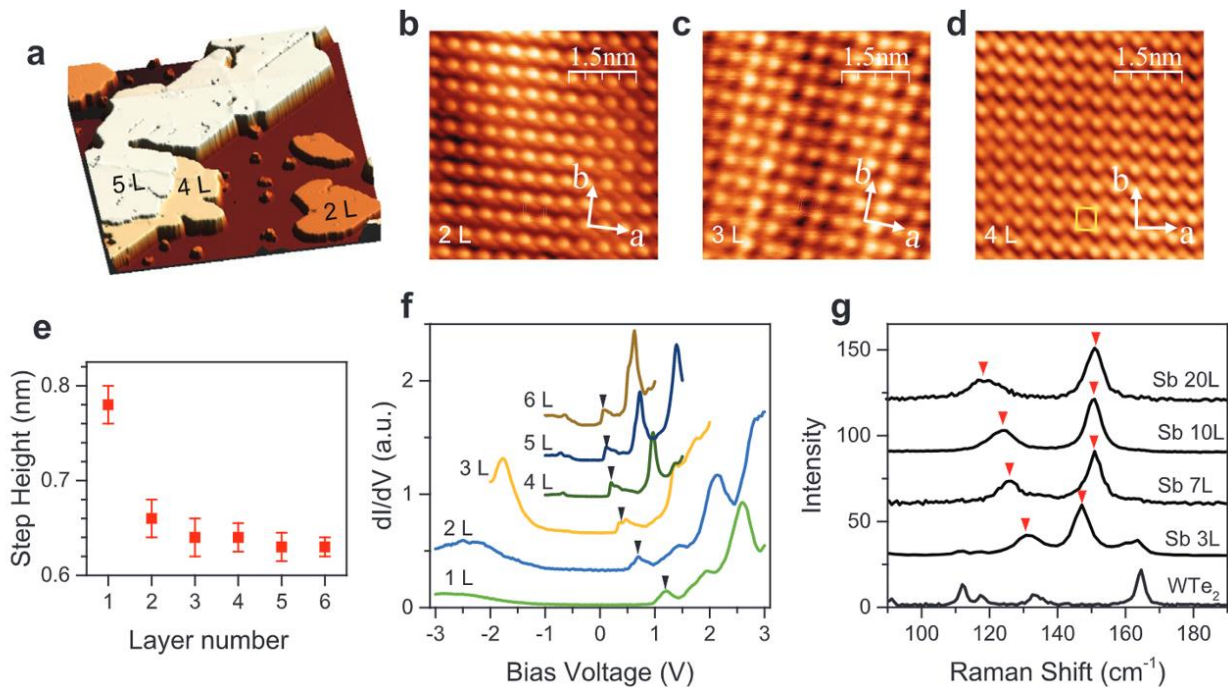 a
5 L
4 L
2 L
b
1.5nm
b
a
2 L
c
1.5nm
b
a
3 L
d
1.5nm
b
a
4 L
e
Step Height (nm)
0.8
0.7
0.6
1 2 3 4 5 6
Layer number
f
dI/dV (a.u.)
2
1
0
6 L
5 L
3 L
4 L
2 L
1 L
-3 -2 -1 0 1 2 3
Bias Voltage (V)
g
Intensity
150
100
50
0
Sb 20L
Sb 10L
Sb 7L
Sb 3L
WTe₂
100 120 140 160 180
Raman Shift (cm⁻¹)